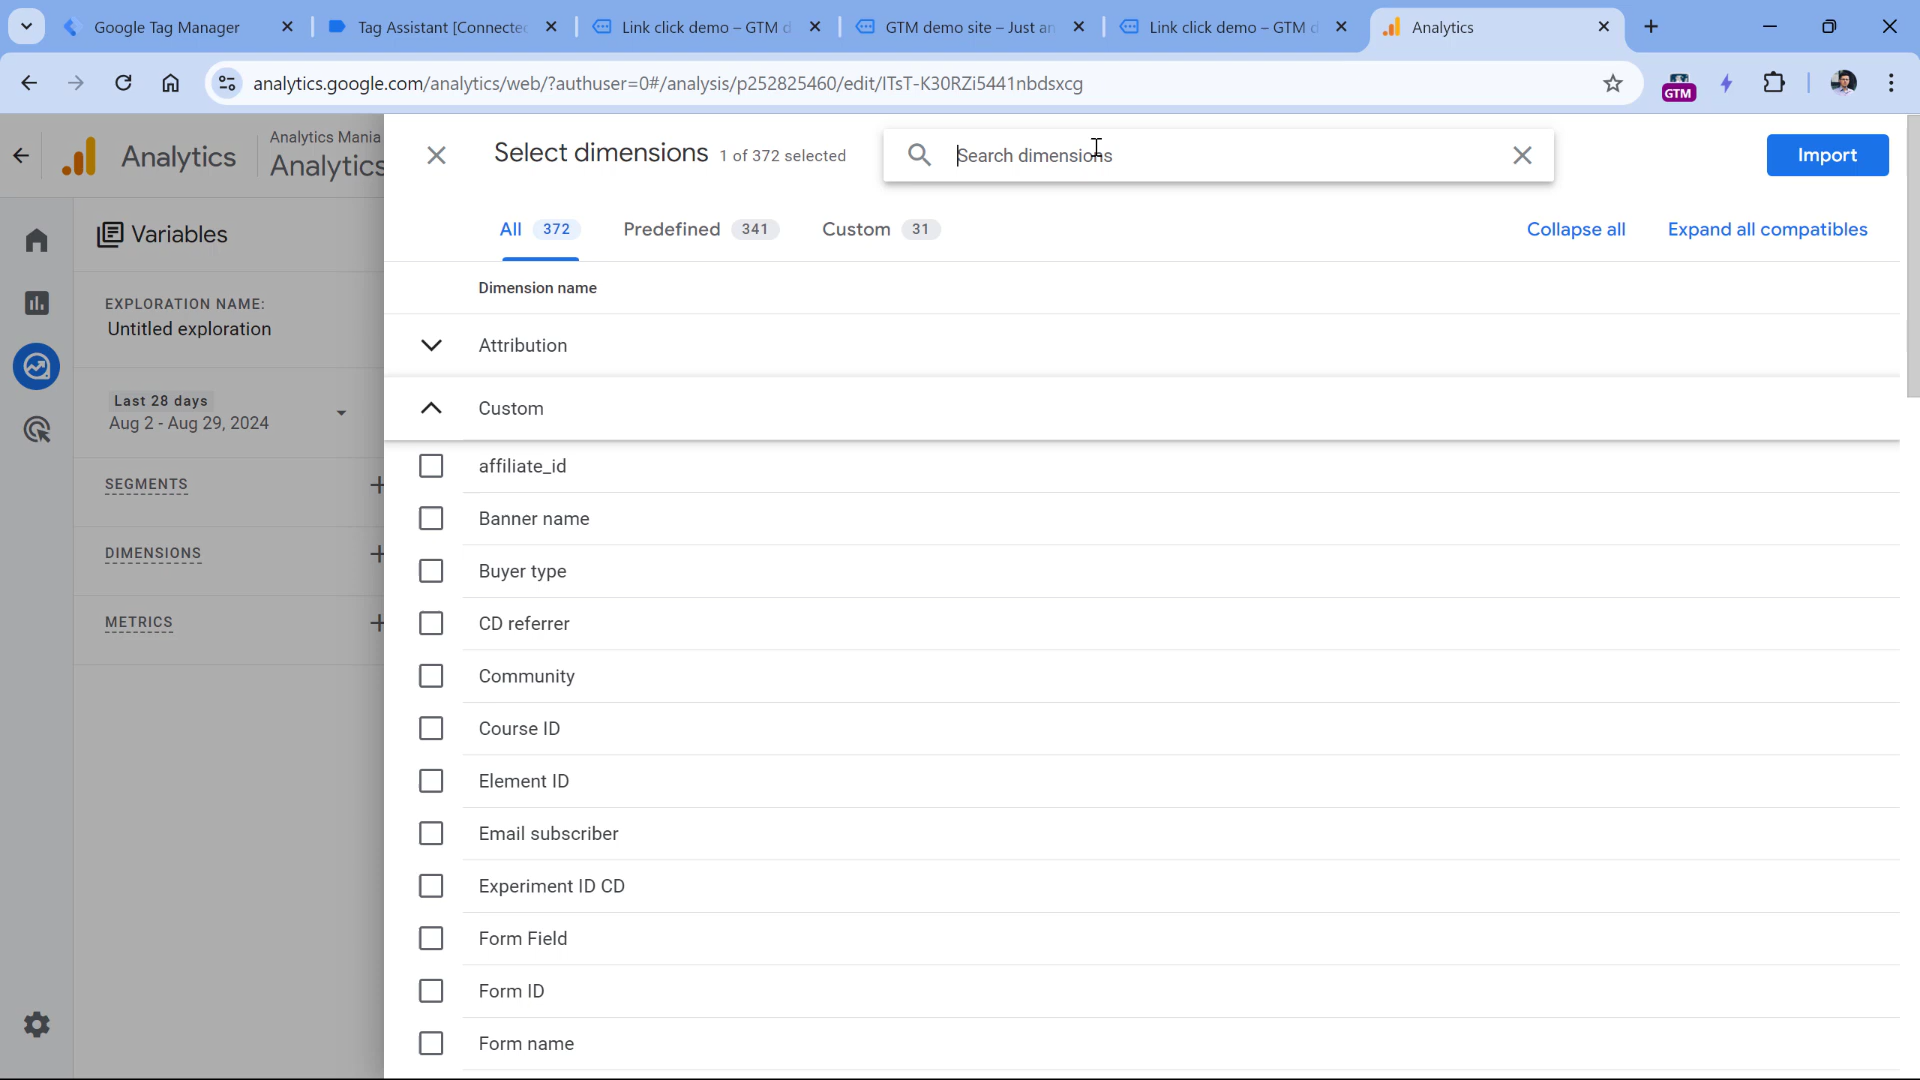 Google Tag Manager
Tag Assistant [Connecte
Link click demo – GTM d
GTM demo site – Just an
Link click demo – GTM d
Analytics
analytics.google.com/analytics/web/?authuser=0#/analysis/p252825460/edit/ITsT-K30RZi5441nbdsxcg
GTM
Analytics
Analytics Mania
Analytics
Select dimensions 1 of 372 selected
Search dimensions
Import
Variables
All 372
Predefined 341
Custom 31
Collapse all
Expand all compatibles
EXPLORATION NAME:
Untitled exploration
Last 28 days
Aug 2 - Aug 29, 2024
SEGMENTS
DIMENSIONS
METRICS
Dimension name
Attribution
Custom
affiliate_id
Banner name
Buyer type
CD referrer
Community
Course ID
Element ID
Email subscriber
Experiment ID CD
Form Field
Form ID
Form name